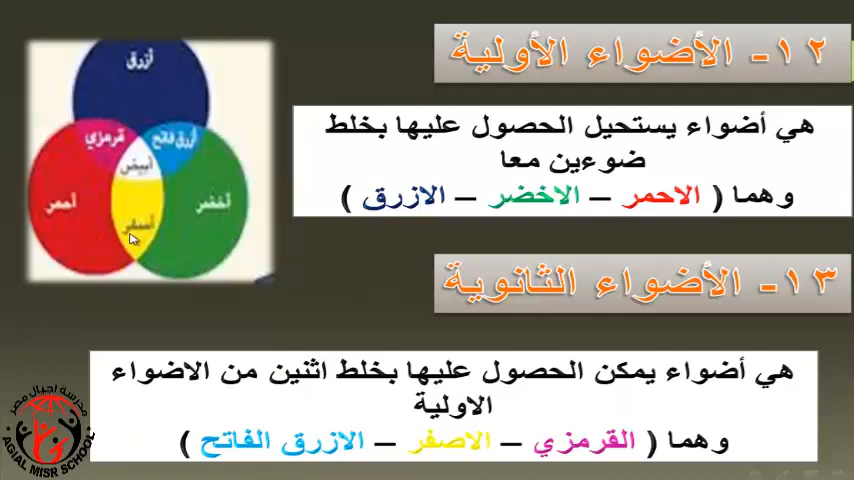 ١٢- الأضواء الأولية
هي أضواء يستحيل الحصول عليها بخلط
ضوءين معا
وهما ( الاحمر – الاخضر – الازرق )
أزرق
قرمزي
أزرق فاتح
أبيض
أحمر
أخضر
أصفر
١٣- الأضواء الثانوية
هي أضواء يمكن الحصول عليها بخلط اثنين من الاضواء
الاولية
وهما ( القرمزي – الاصفر – الازرق الفاتح )
مدرسة اجيال مصر
AGIAL MISR SCHOOL